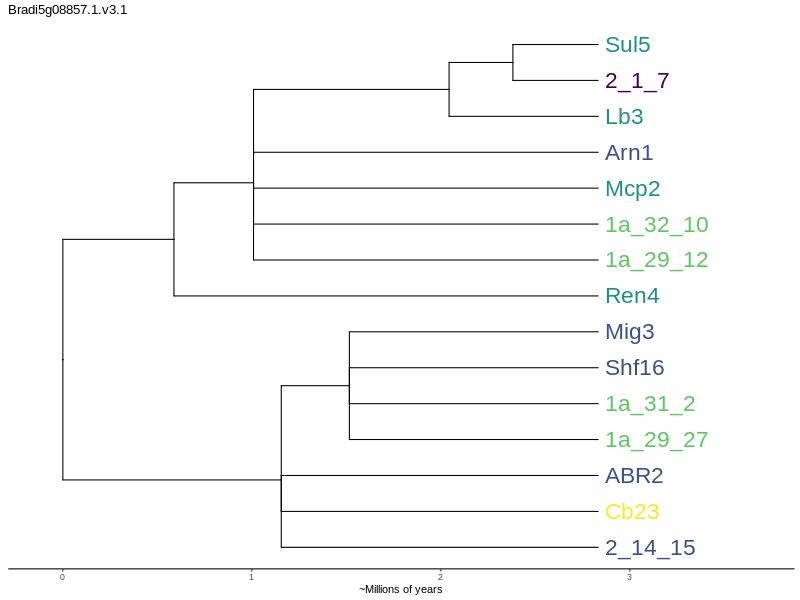 Bradi5g08857.1.v3.1
Sul5
2_1_7
Lb3
Arn1
Mcp2
1a_32_10
1a_29_12
Ren4
Mig3
Shf16
1a_31_2
1a_29_27
ABR2
Cb23
2_14_15
0 1 2 3
~Millions of years